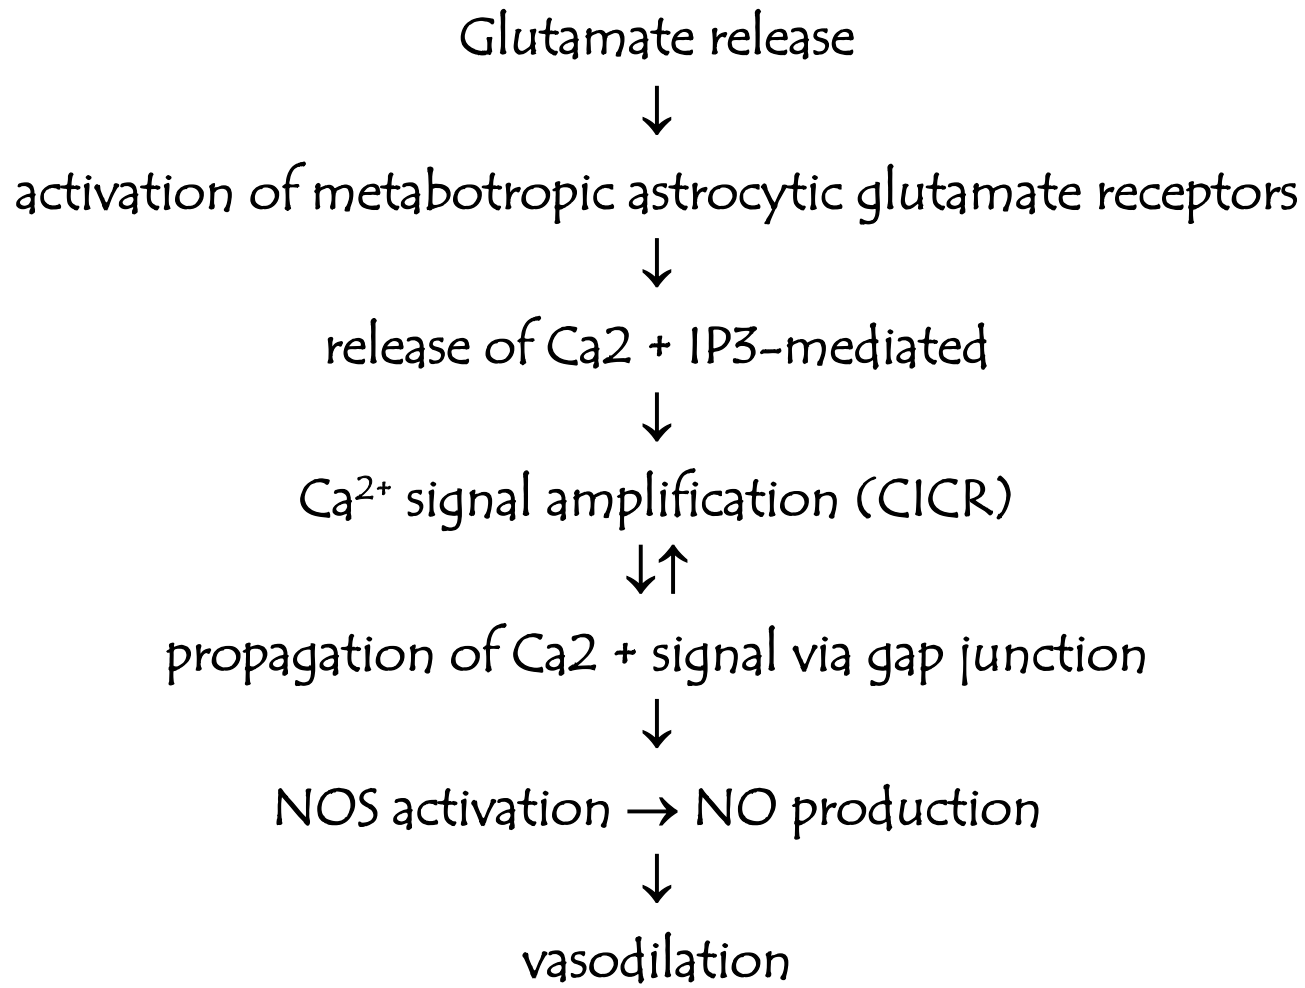 Glutamate release
↓
activation of metabotropic astrocytic glutamate receptors
↓
release of Ca2 + IP3-mediated
↓
Ca²⁺ signal amplification (CICR)
↓↑
propagation of Ca2 + signal via gap junction
↓
NOS activation → NO production
↓
vasodilation